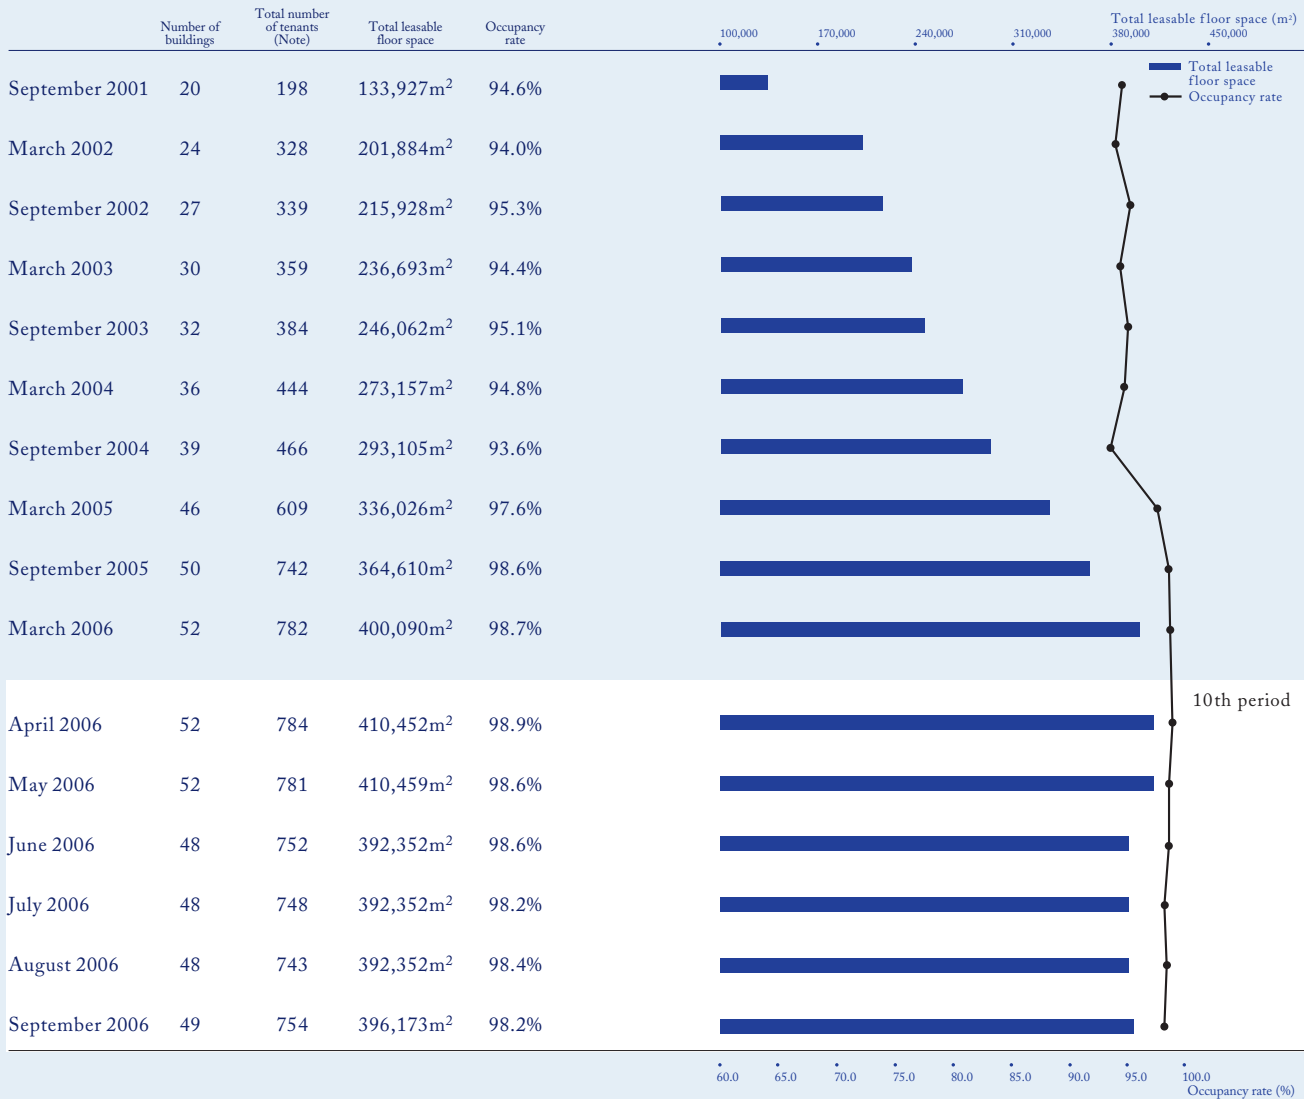 Number of
buildings
Total number
of tenants
(Note)
Total leasable
floor space
Occupancy
rate
Total leasable floor space (m²)
100,000 170,000 240,000 310,000 380,000 450,000
Total leasable
floor space
Occupancy rate
September 2001 20 198 133,927m² 94.6%
March 2002 24 328 201,884m² 94.0%
September 2002 27 339 215,928m² 95.3%
March 2003 30 359 236,693m² 94.4%
September 2003 32 384 246,062m² 95.1%
March 2004 36 444 273,157m² 94.8%
September 2004 39 466 293,105m² 93.6%
March 2005 46 609 336,026m² 97.6%
September 2005 50 742 364,610m² 98.6%
March 2006 52 782 400,090m² 98.7%
10th period
April 2006 52 784 410,452m² 98.9%
May 2006 52 781 410,459m² 98.6%
June 2006 48 752 392,352m² 98.6%
July 2006 48 748 392,352m² 98.2%
August 2006 48 743 392,352m² 98.4%
September 2006 49 754 396,173m² 98.2%
60.0 65.0 70.0 75.0 80.0 85.0 90.0 95.0 100.0
Occupancy rate (%)